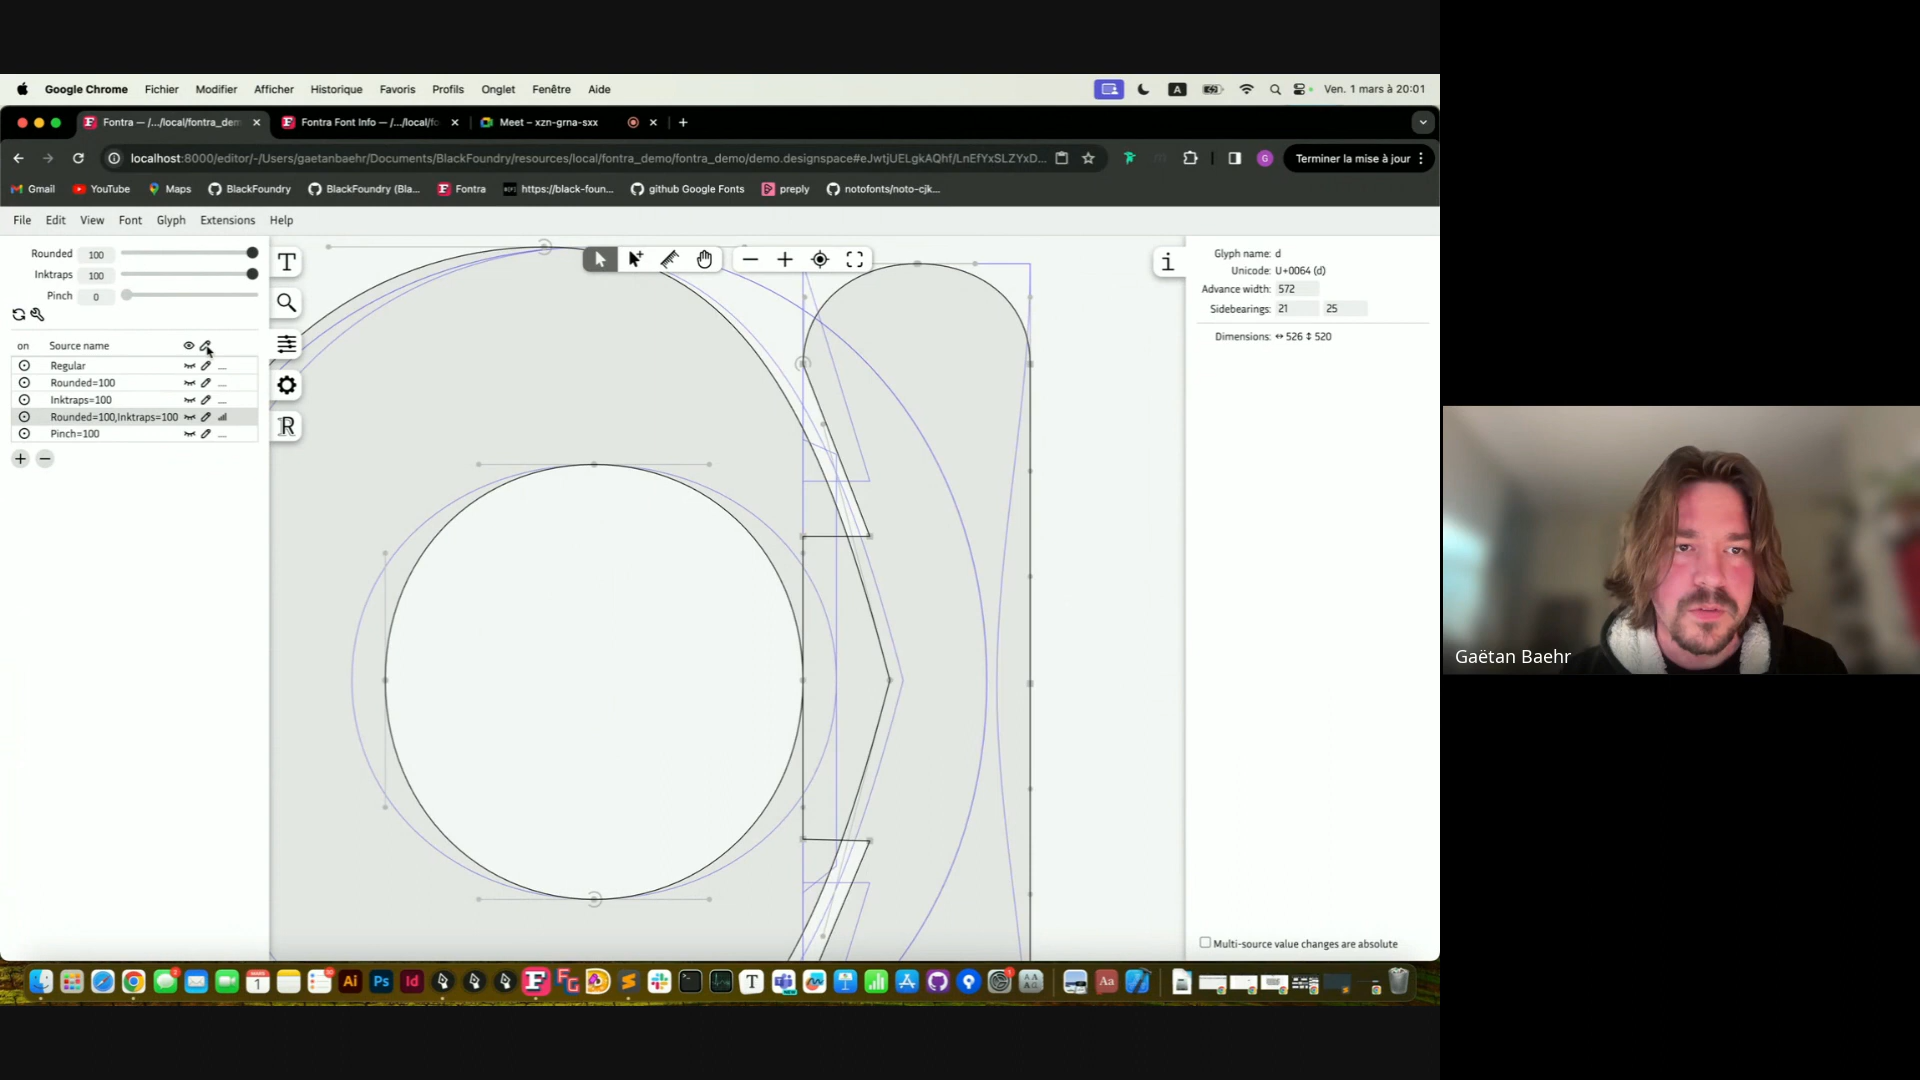 Google Chrome Fichier Modifier Afficher Historique Favoris Profils Onglet Fenêtre Aide A Ven. 1 mars à 20:01
Fontra — /.../local/fontra_dem Fontra Font Info — /.../local/fo Meet – xzn-grna-sxx
localhost:8000/editor/-/Users/gaetanbaehr/Documents/BlackFoundry/resources/local/fontra_demo/fontra_demo/demo.designspace#eJwtjUELgkAQhf/LnEfYxSLZYxD... G Terminer la mise à jour
Gmail YouTube Maps BlackFoundry BlackFoundry (Bla... Fontra https://black-foun... github Google Fonts preply notofonts/noto-cjk...
File Edit View Font Glyph Extensions Help
Rounded 100
Inktraps 100
Pinch 0
on Source name
Regular
Rounded=100
Inktraps=100
Rounded=100,Inktraps=100
Pinch=100
T
R
i
Glyph name: d
Unicode: U+0064 (d)
Advance width: 572
Sidebearings: 21 25
Dimensions: ↔ 526 ↕ 520
Multi-source value changes are absolute
Gaëtan Baehr